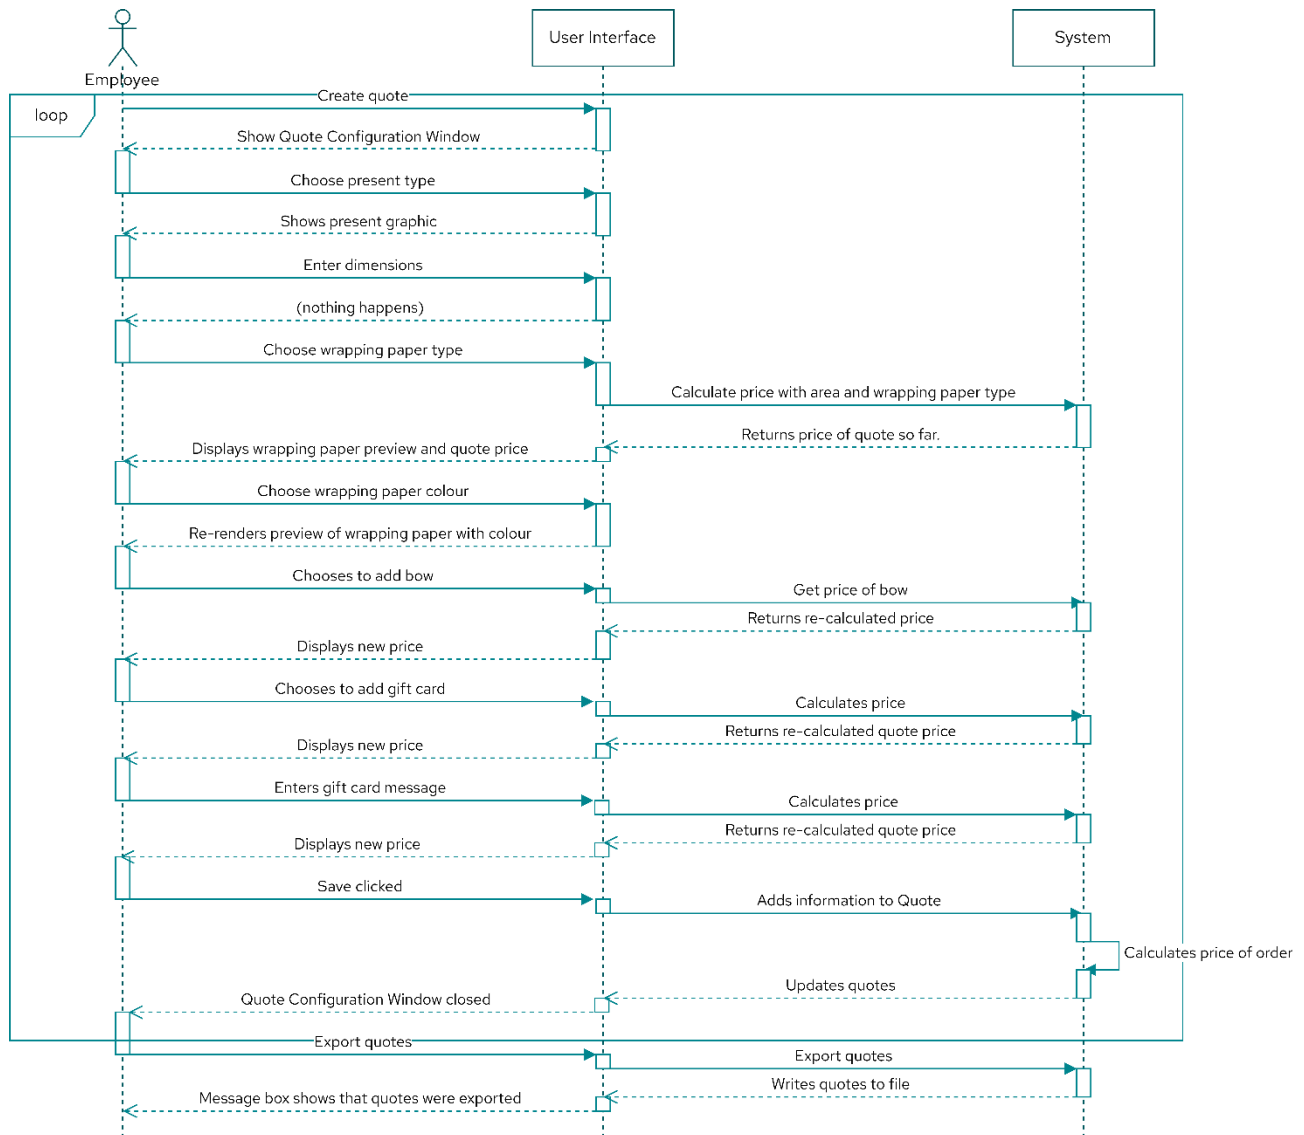 User Interface
System
Employee
loop
Create quote
Show Quote Configuration Window
Choose present type
Shows present graphic
Enter dimensions
(nothing happens)
Choose wrapping paper type
Calculate price with area and wrapping paper type
Returns price of quote so far.
Displays wrapping paper preview and quote price
Choose wrapping paper colour
Re-renders preview of wrapping paper with colour
Chooses to add bow
Get price of bow
Returns re-calculated price
Displays new price
Chooses to add gift card
Calculates price
Returns re-calculated quote price
Displays new price
Enters gift card message
Calculates price
Returns re-calculated quote price
Displays new price
Save clicked
Adds information to Quote
Calculates price of order
Updates quotes
Quote Configuration Window closed
Export quotes
Export quotes
Writes quotes to file
Message box shows that quotes were exported